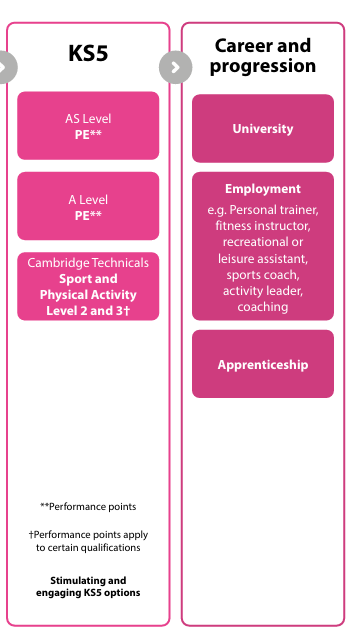 KS5
AS Level
PE**
A Level
PE**
Cambridge Technicals
Sport and
Physical Activity
Level 2 and 3†
**Performance points
†Performance points apply
to certain qualifications
Stimulating and
engaging KS5 options
Career and
progression
University
Employment
e.g. Personal trainer,
fitness instructor,
recreational or
leisure assistant,
sports coach,
activity leader,
coaching
Apprenticeship